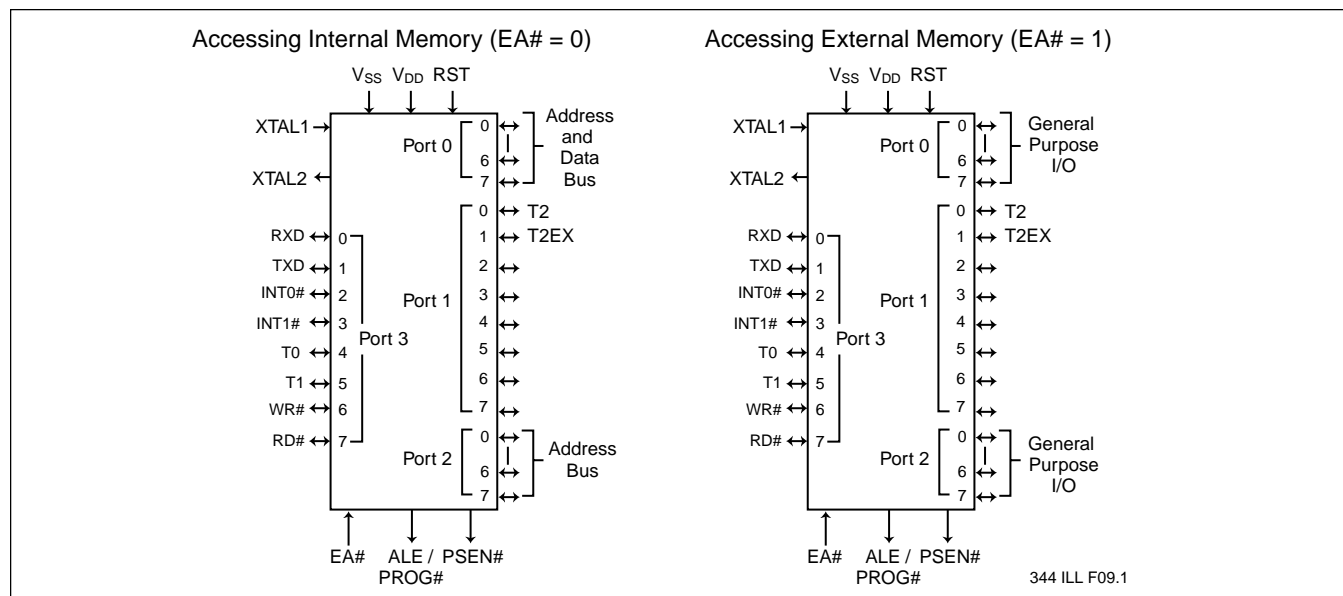 Accessing Internal Memory (EA# = 0)
VSS VDD RST
XTAL1
XTAL2
Port 0
0
6
7
Address
and
Data
Bus
RXD 0
TXD 1
INT0# 2
INT1# 3
T0 4
T1 5
WR# 6
RD# 7
Port 3
Port 1
0 T2
1 T2EX
2
3
4
5
6
7
Port 2
0
6
7
Address
Bus
EA# ALE / PSEN#
PROG#
Accessing External Memory (EA# = 1)
VSS VDD RST
XTAL1
XTAL2
Port 0
0
6
7
General
Purpose
I/O
RXD 0
TXD 1
INT0# 2
INT1# 3
T0 4
T1 5
WR# 6
RD# 7
Port 3
Port 1
0 T2
1 T2EX
2
3
4
5
6
7
Port 2
0
6
7
General
Purpose
I/O
EA# ALE / PSEN#
PROG#
344 ILL F09.1